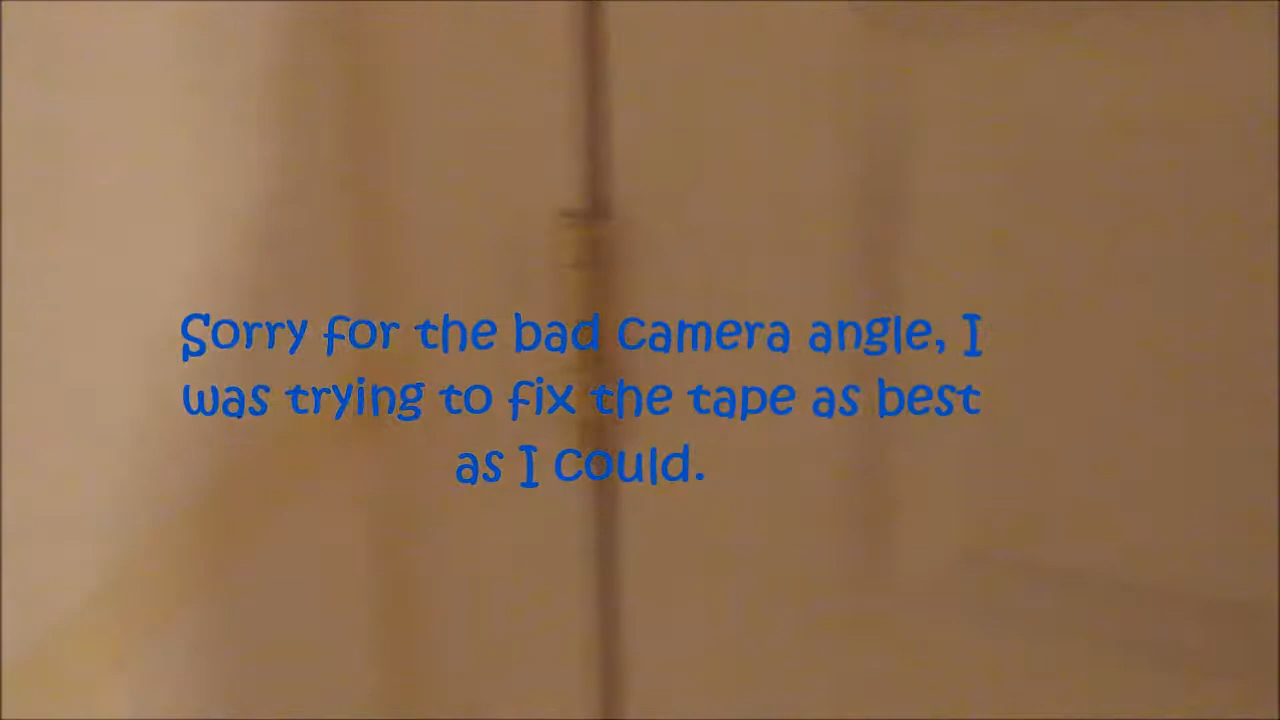 Sorry for the bad camera angle, I
was trying to fix the tape as best
as I could.